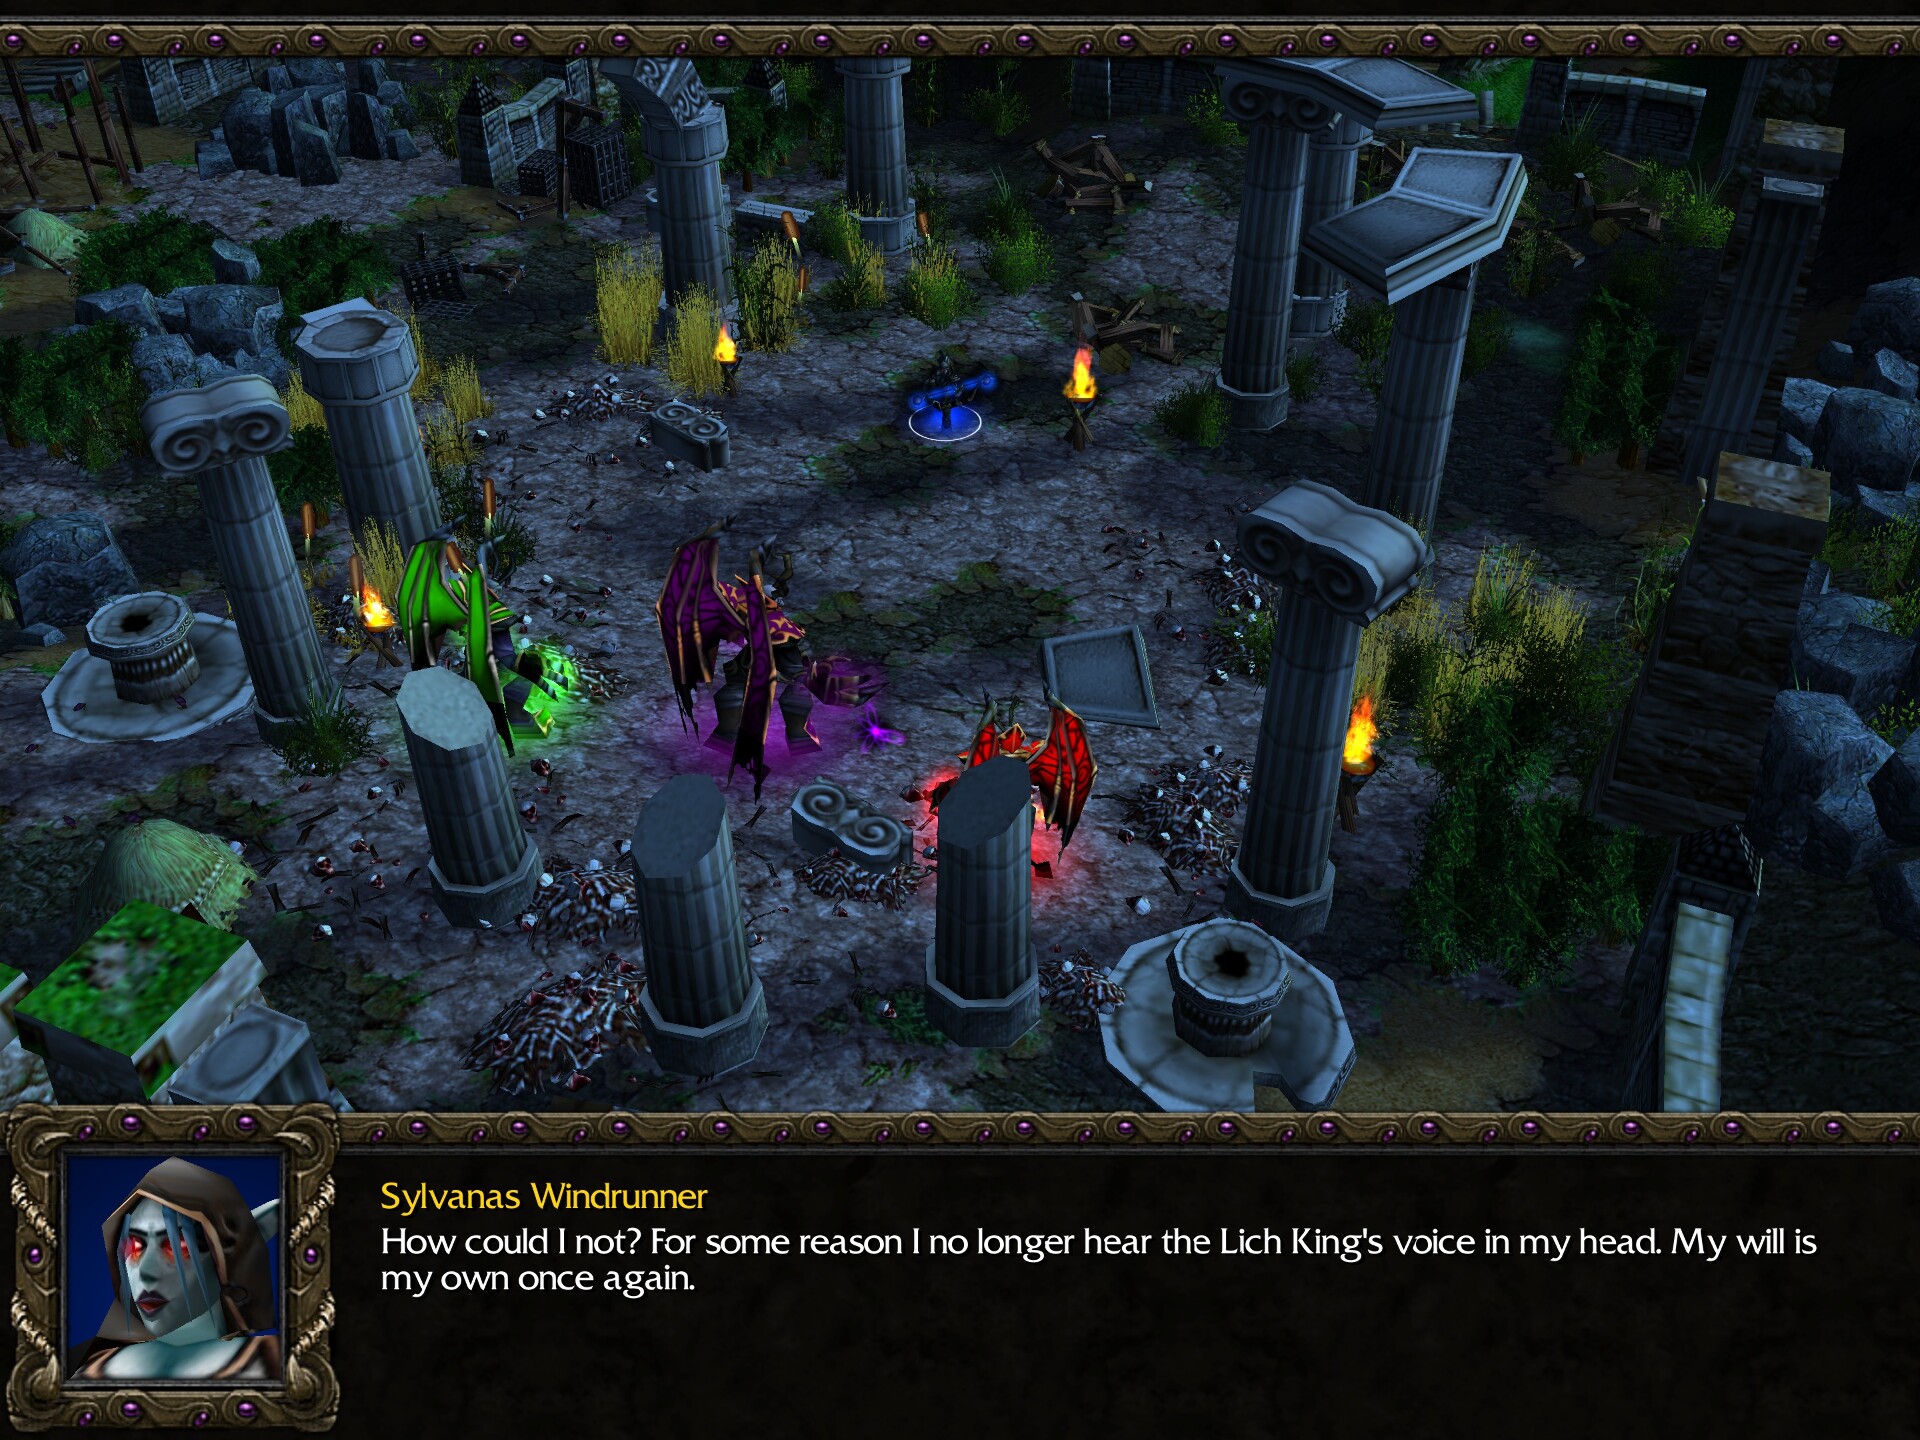 Sylvanas Windrunner
How could I not? For some reason I no longer hear the Lich King's voice in my head. My will is
my own once again.